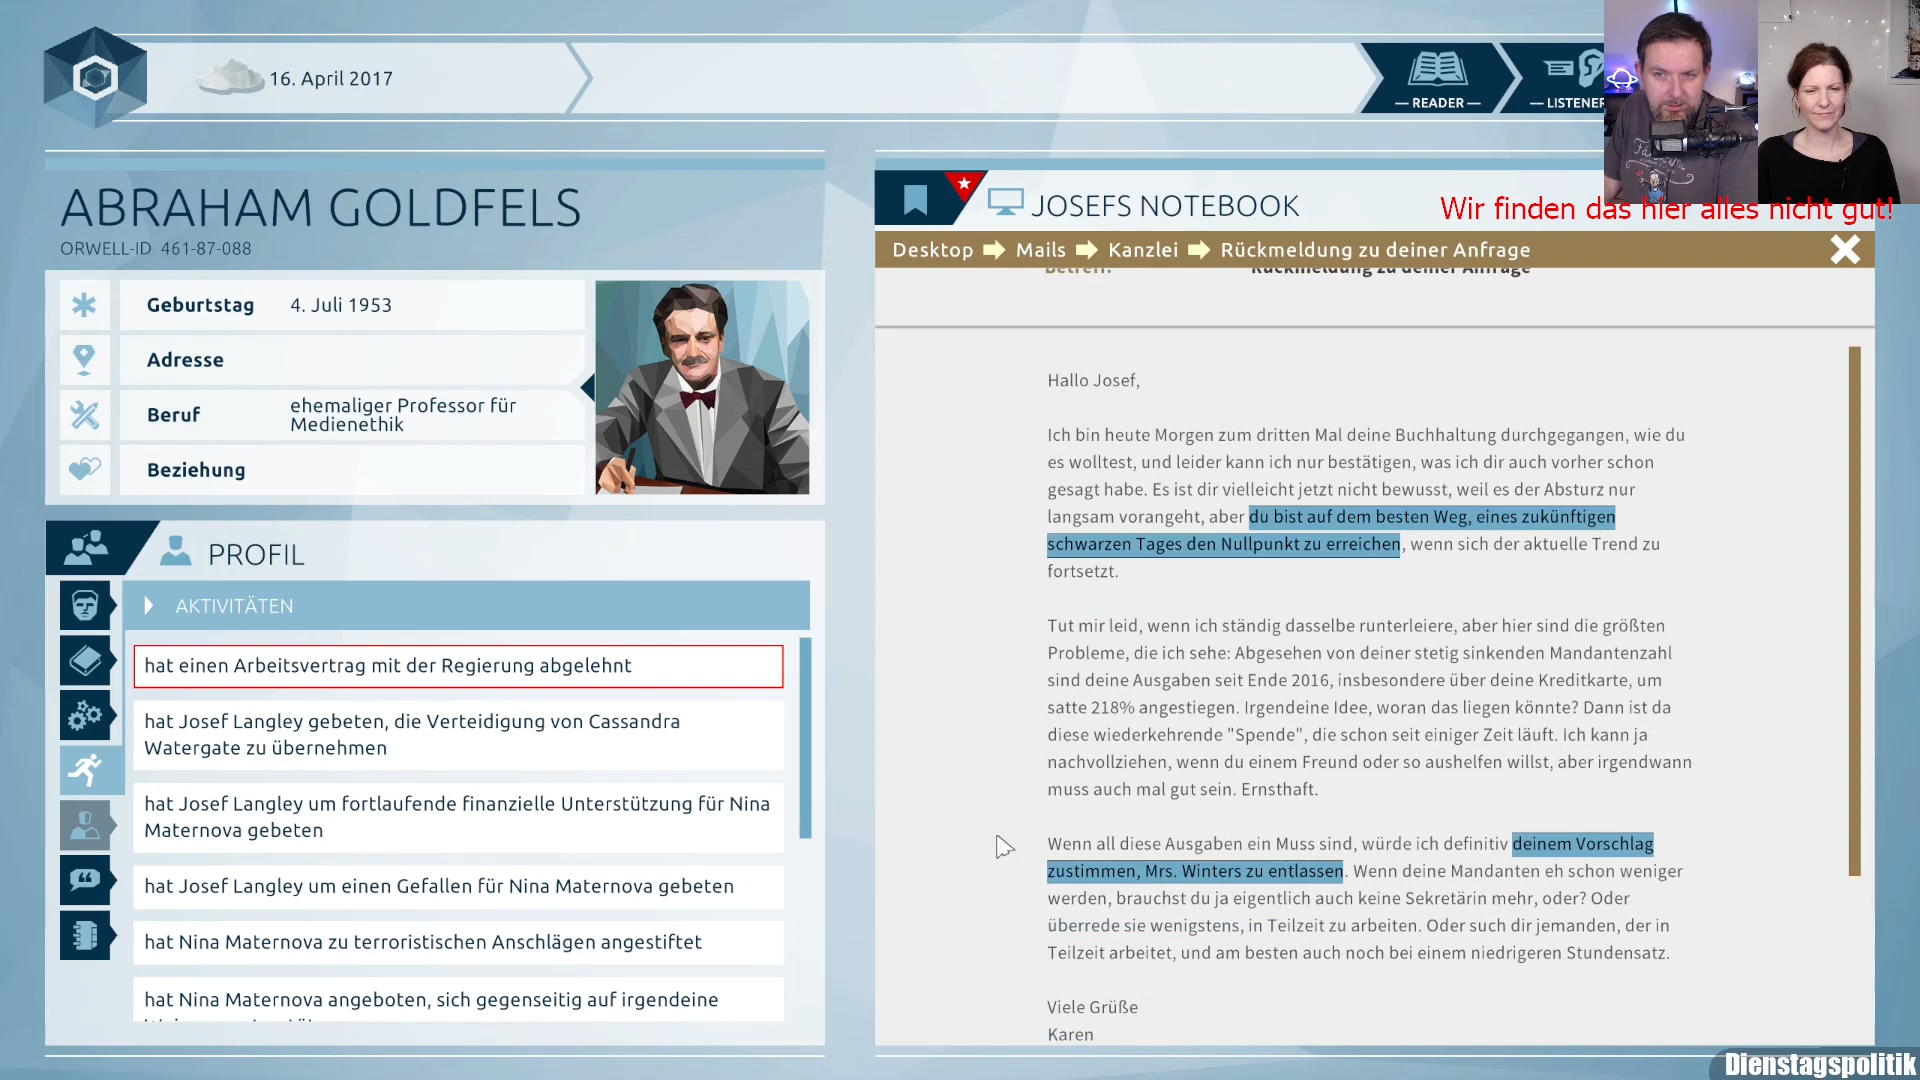 16. April 2017
— READER —
— LISTENER
ABRAHAM GOLDFELS
ORWELL-ID 461-87-088
Geburtstag 4. Juli 1953
Adresse
Beruf ehemaliger Professor für
Medienethik
Beziehung
PROFIL
AKTIVITÄTEN
hat einen Arbeitsvertrag mit der Regierung abgelehnt
hat Josef Langley gebeten, die Verteidigung von Cassandra
Watergate zu übernehmen
hat Josef Langley um fortlaufende finanzielle Unterstützung für Nina
Maternova gebeten
hat Josef Langley um einen Gefallen für Nina Maternova gebeten
hat Nina Maternova zu terroristischen Anschlägen angestiftet
hat Nina Maternova angeboten, sich gegenseitig auf irgendeine
JOSEFS NOTEBOOK
Wir finden das hier alles nicht gut!
Desktop Mails Kanzlei Rückmeldung zu deiner Anfrage
Betreff: Rückmeldung zu deiner Anfrage
Hallo Josef,
Ich bin heute Morgen zum dritten Mal deine Buchhaltung durchgegangen, wie du
es wolltest, und leider kann ich nur bestätigen, was ich dir auch vorher schon
gesagt habe. Es ist dir vielleicht jetzt nicht bewusst, weil es der Absturz nur
langsam vorangeht, aber du bist auf dem besten Weg, eines zukünftigen
schwarzen Tages den Nullpunkt zu erreichen, wenn sich der aktuelle Trend zu
fortsetzt.
Tut mir leid, wenn ich ständig dasselbe runterleiere, aber hier sind die größten
Probleme, die ich sehe: Abgesehen von deiner stetig sinkenden Mandantenzahl
sind deine Ausgaben seit Ende 2016, insbesondere über deine Kreditkarte, um
satte 218% angestiegen. Irgendeine Idee, woran das liegen könnte? Dann ist da
diese wiederkehrende "Spende", die schon seit einiger Zeit läuft. Ich kann ja
nachvollziehen, wenn du einem Freund oder so aushelfen willst, aber irgendwann
muss auch mal gut sein. Ernsthaft.
Wenn all diese Ausgaben ein Muss sind, würde ich definitiv deinem Vorschlag
zustimmen, Mrs. Winters zu entlassen. Wenn deine Mandanten eh schon weniger
werden, brauchst du ja eigentlich auch keine Sekretärin mehr, oder? Oder
überrede sie wenigstens, in Teilzeit zu arbeiten. Oder such dir jemanden, der in
Teilzeit arbeitet, und am besten auch noch bei einem niedrigeren Stundensatz.
Viele Grüße
Karen
Dienstagspolitik